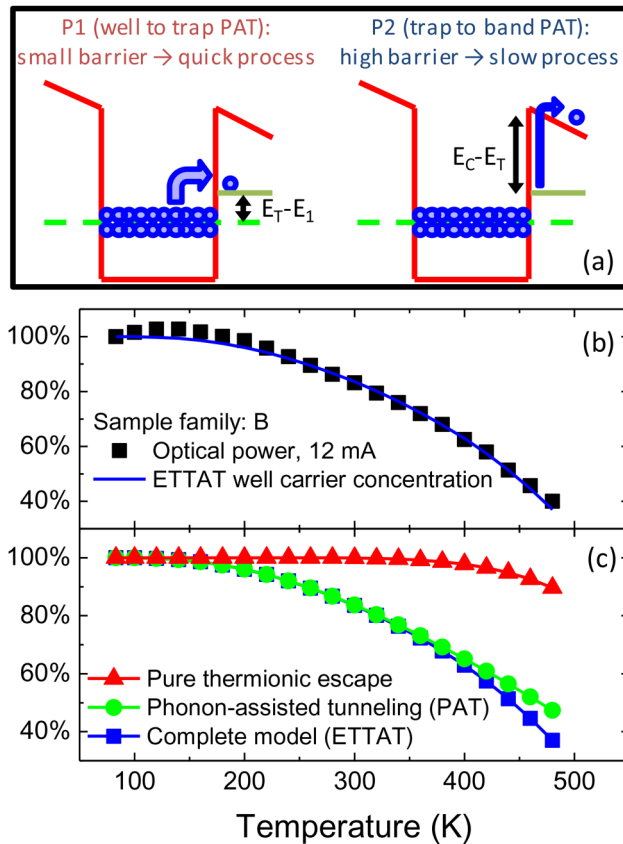 P1 (well to trap PAT):
small barrier → quick process
P2 (trap to band PAT):
high barrier → slow process
E_T-E_1
E_C-E_T
(a)
100%
80%
60%
40%
(b)
Sample family: B
Optical power, 12 mA
ETTAT well carrier concentration
100%
80%
60%
40%
(c)
Pure thermionic escape
Phonon-assisted tunneling (PAT)
Complete model (ETTAT)
100 200 300 400 500
Temperature (K)